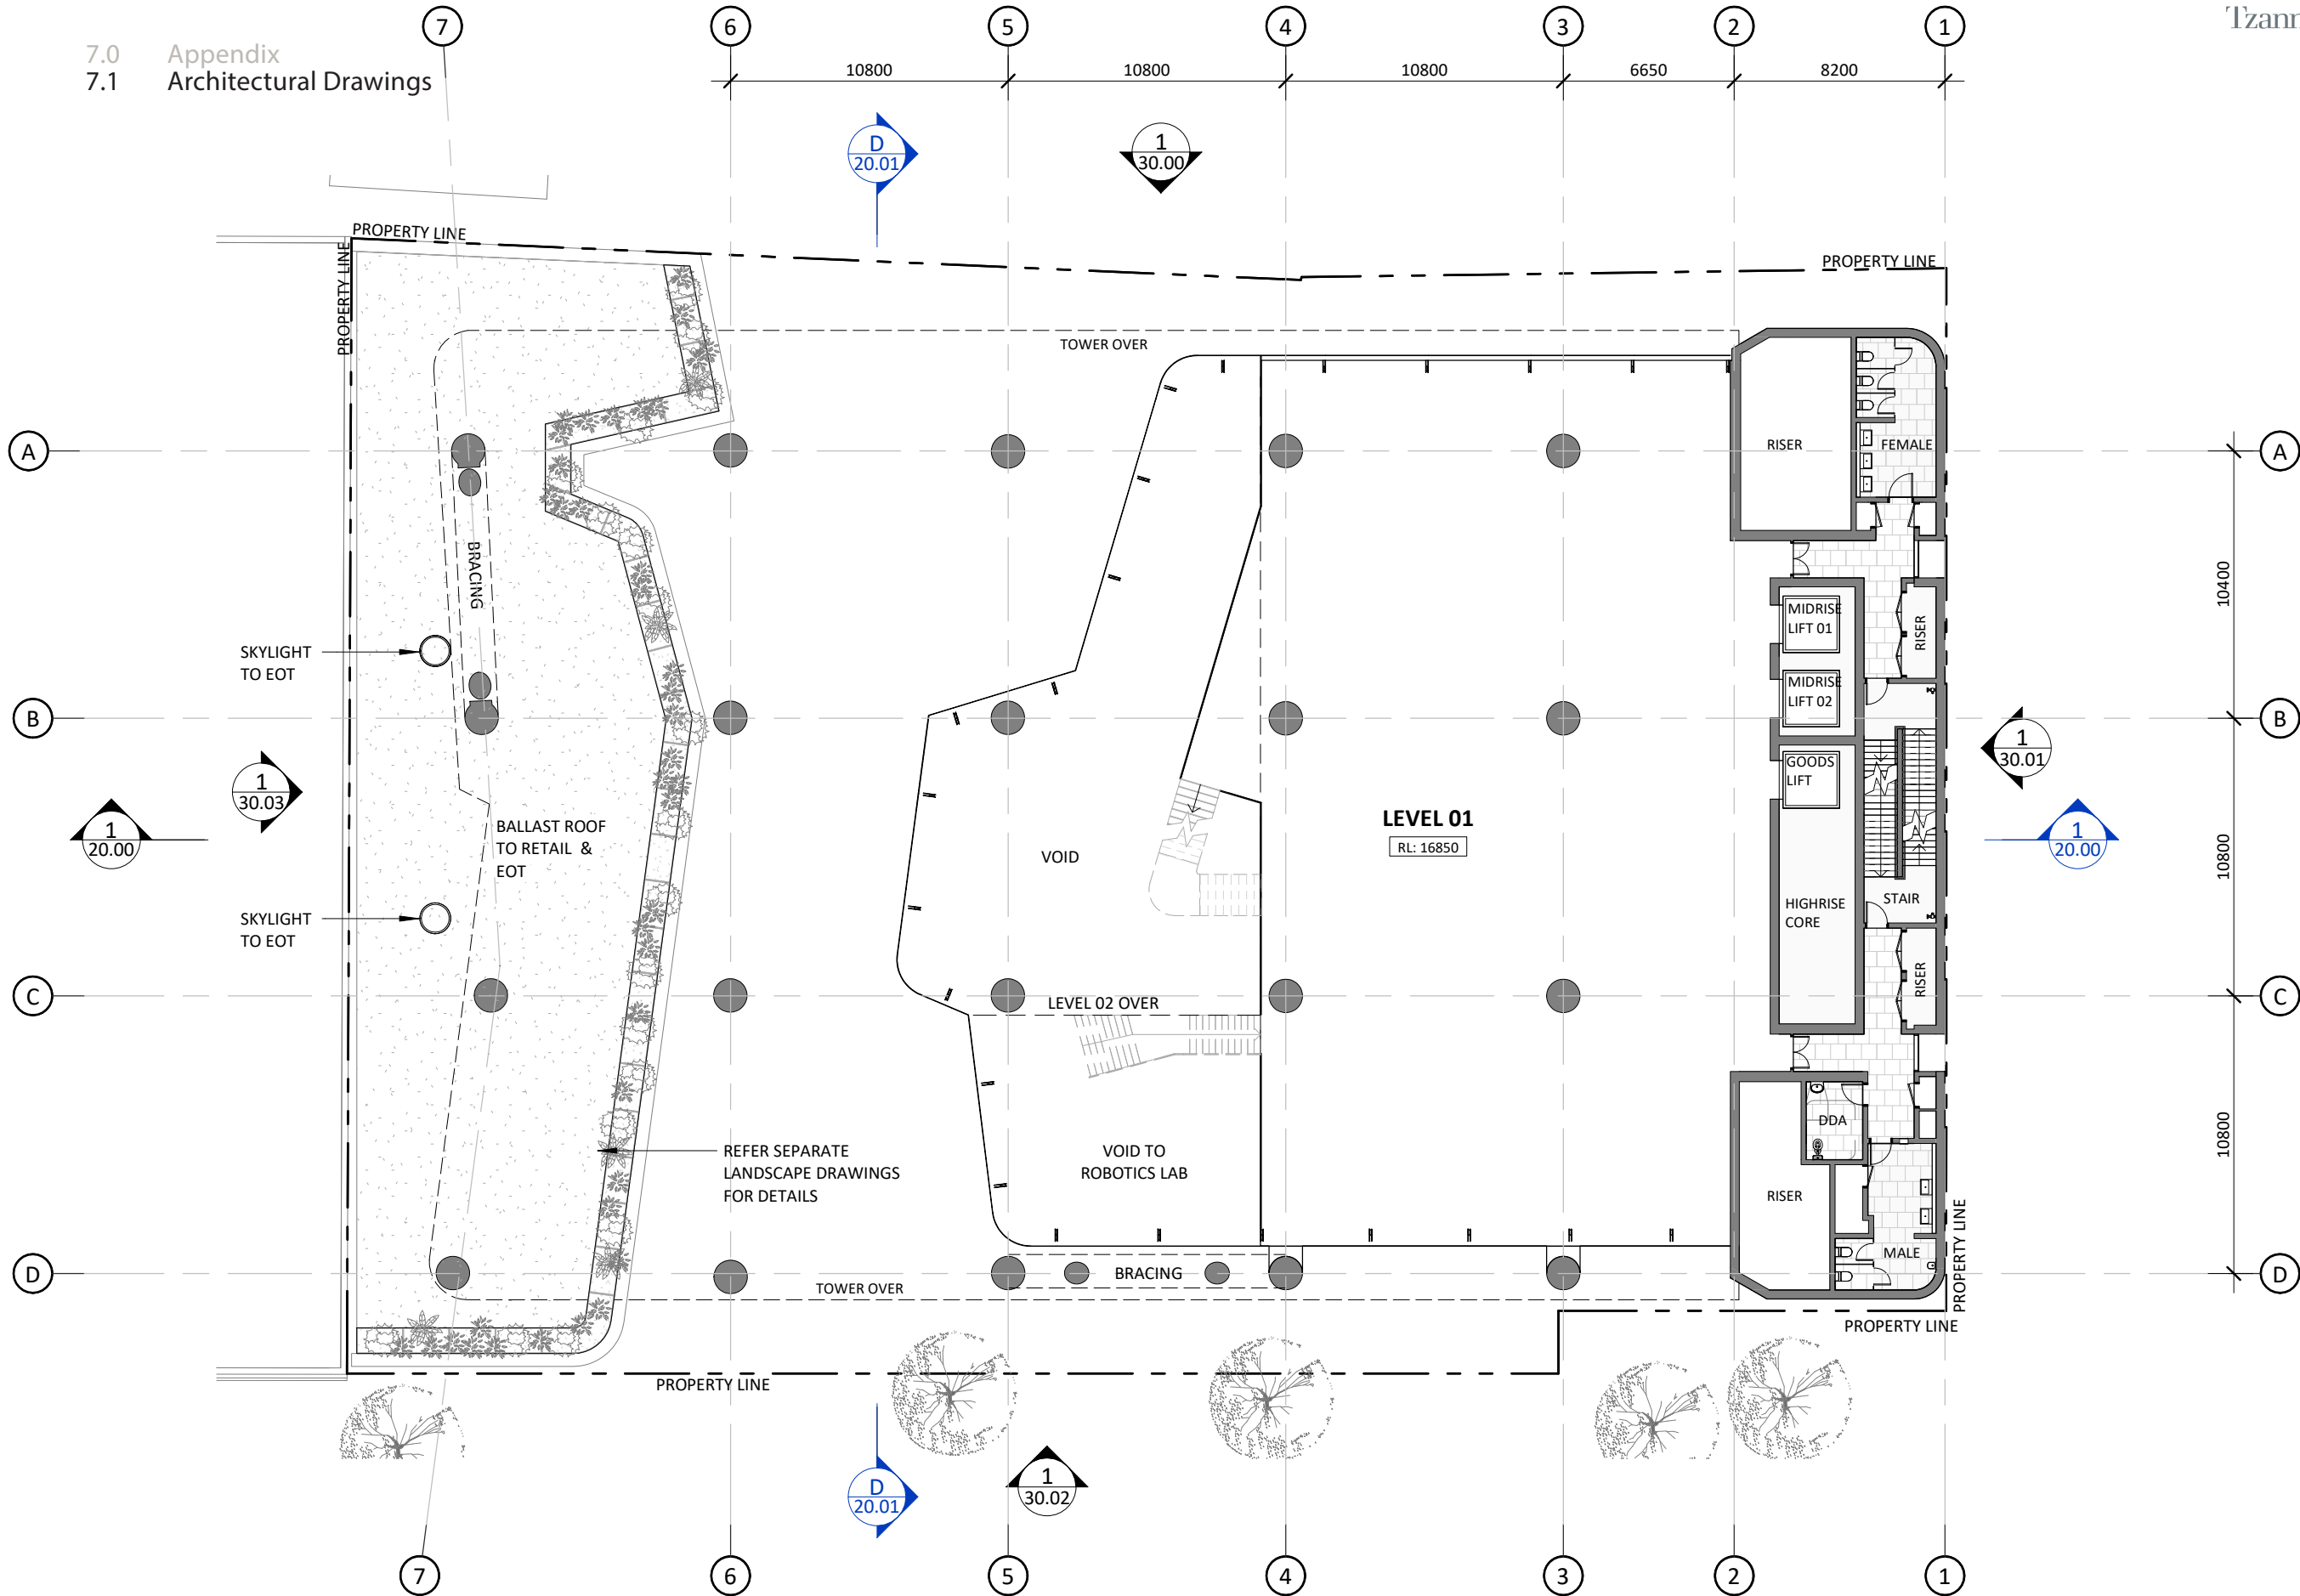 Tzann
7.0 Appendix
7.1 Architectural Drawings
7 6 5 4 3 2 1
10800 10800 10800 6650 8200
D
20.01
1
30.00
PROPERTY LINE
PROPERTY LINE
PROPERTY LINE
TOWER OVER
A
RISER
FEMALE
A
BRACING
10400
MIDRISE
LIFT 01
RISER
SKYLIGHT
TO EOT
MIDRISE
LIFT 02
B
B
1
30.03
1
30.01
GOODS
LIFT
1
20.00
BALLAST ROOF
TO RETAIL &
EOT
VOID
LEVEL 01
RL: 16850
1
20.00
10800
SKYLIGHT
TO EOT
HIGHRISE
CORE
STAIR
RISER
C
LEVEL 02 OVER
C
DDA
10800
REFER SEPARATE
LANDSCAPE DRAWINGS
FOR DETAILS
VOID TO
ROBOTICS LAB
RISER
MALE
PROPERTY LINE
D
BRACING
D
TOWER OVER
PROPERTY LINE
PROPERTY LINE
D
20.01
1
30.02
7 6 5 4 3 2 1